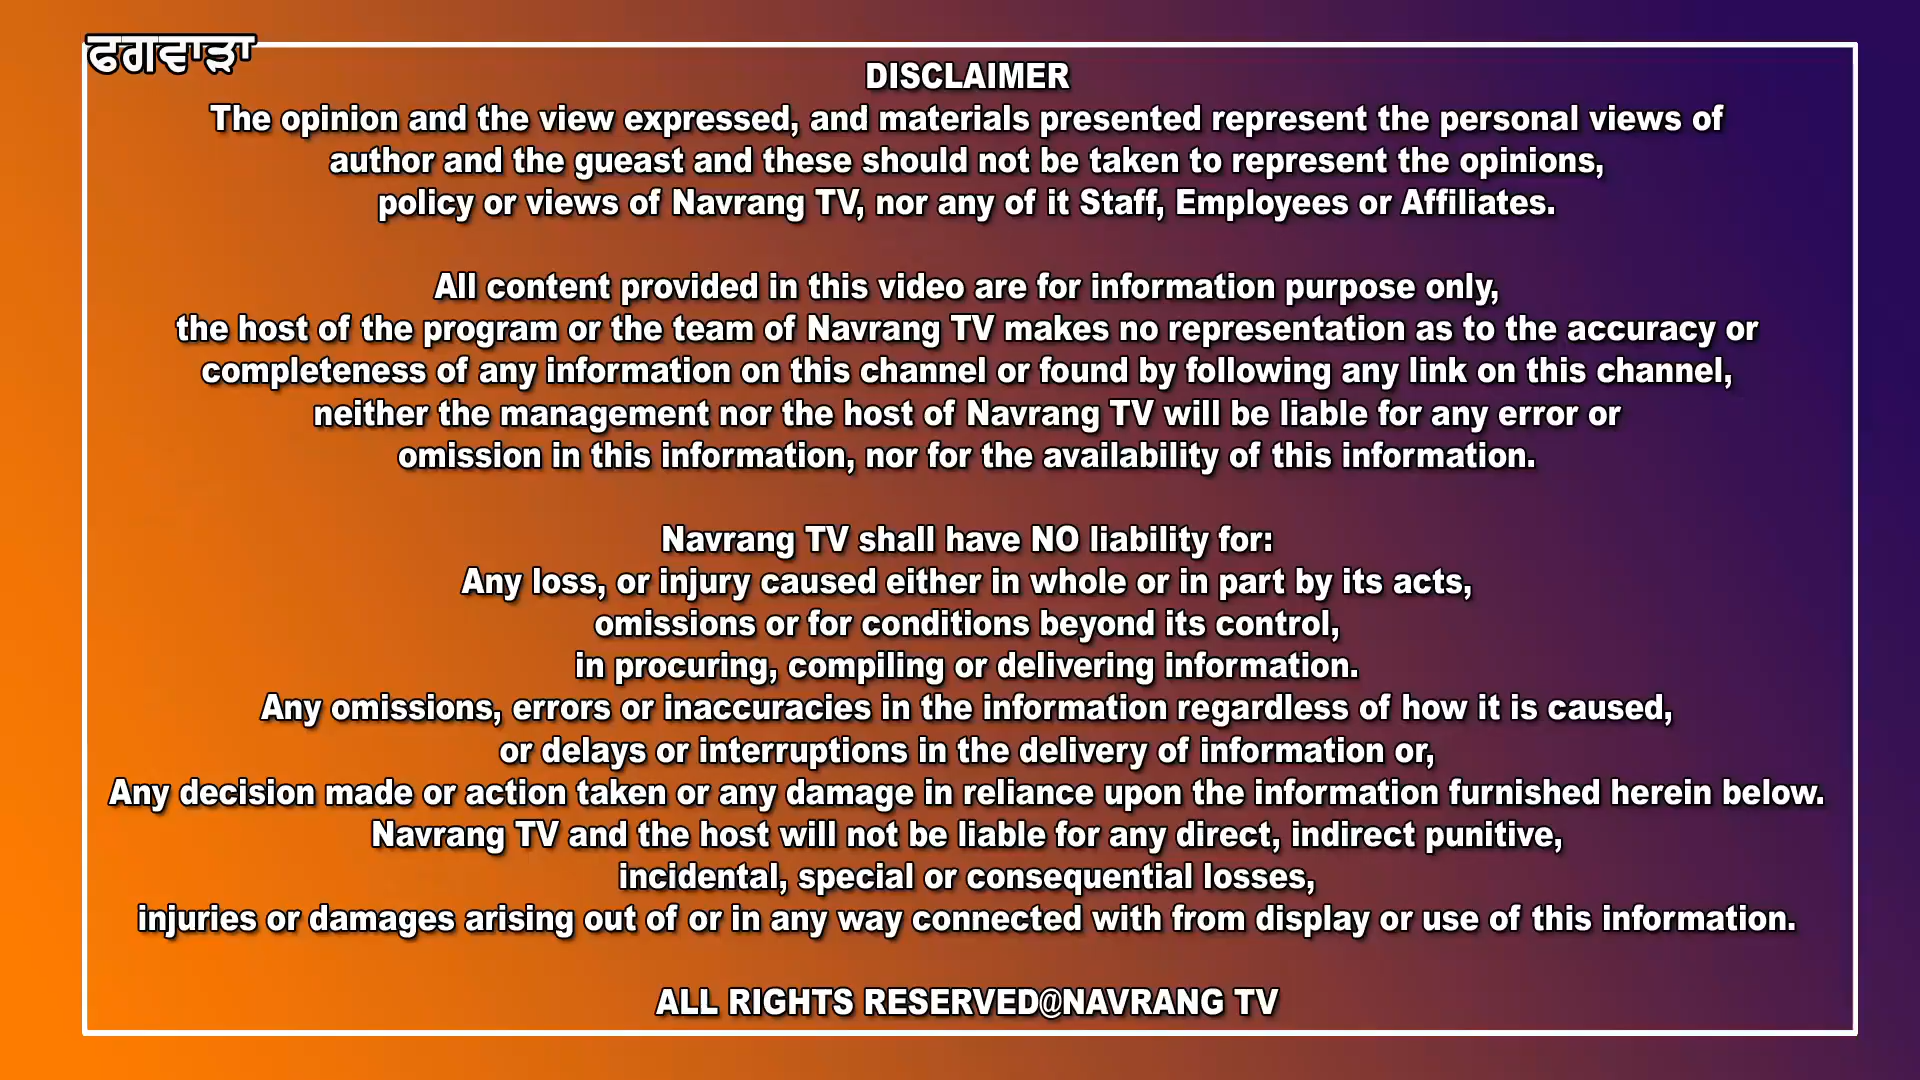 ਫਗਵਾੜਾ
DISCLAIMER
The opinion and the view expressed, and materials presented represent the personal views of
author and the gueast and these should not be taken to represent the opinions,
policy or views of Navrang TV, nor any of it Staff, Employees or Affiliates.
All content provided in this video are for information purpose only,
the host of the program or the team of Navrang TV makes no representation as to the accuracy or
completeness of any information on this channel or found by following any link on this channel,
neither the management nor the host of Navrang TV will be liable for any error or
omission in this information, nor for the availability of this information.
Navrang TV shall have NO liability for:
Any loss, or injury caused either in whole or in part by its acts,
omissions or for conditions beyond its control,
in procuring, compiling or delivering information.
Any omissions, errors or inaccuracies in the information regardless of how it is caused,
or delays or interruptions in the delivery of information or,
Any decision made or action taken or any damage in reliance upon the information furnished herein below.
Navrang TV and the host will not be liable for any direct, indirect punitive,
incidental, special or consequential losses,
injuries or damages arising out of or in any way connected with from display or use of this information.
ALL RIGHTS RESERVED@NAVRANG TV